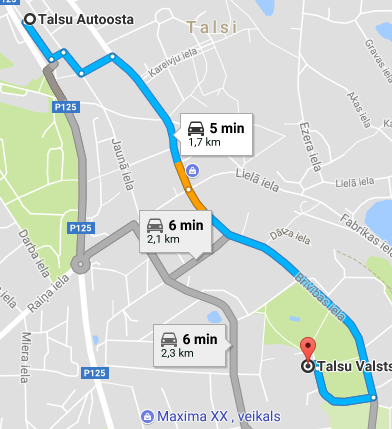 123
Talsu Autoosta
Talsi
Kareivju iela
Gravas iela
Akas iela
P125
5 min
1,7 km
Ezera iela
Jaunā iela
Lielā iela
Lielā iela
6 min
2,1 km
Fabrikas iela
P125
Dārza iela
Darba iela
Raiņa iela
Brīvības iela
Miera iela
6 min
2,3 km
Talsu Valsts
P125
Maxima XX , veikals